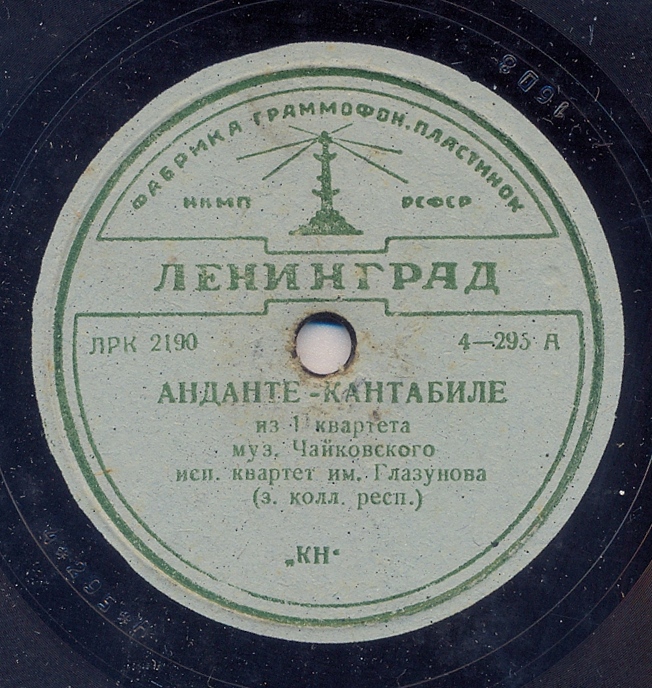 1603
ФАБРИКА ГРАММОФОН. ПЛАСТИНОК
НКМП РСФСР
ЛЕНИНГРАД
ЛРК 2190 4—295 А
АНДАНТЕ-КАНТАБИЛЕ
из 1 квартета
муз. Чайковского
исп. квартет им. Глазунова
(з. колл. респ.)
„КН“